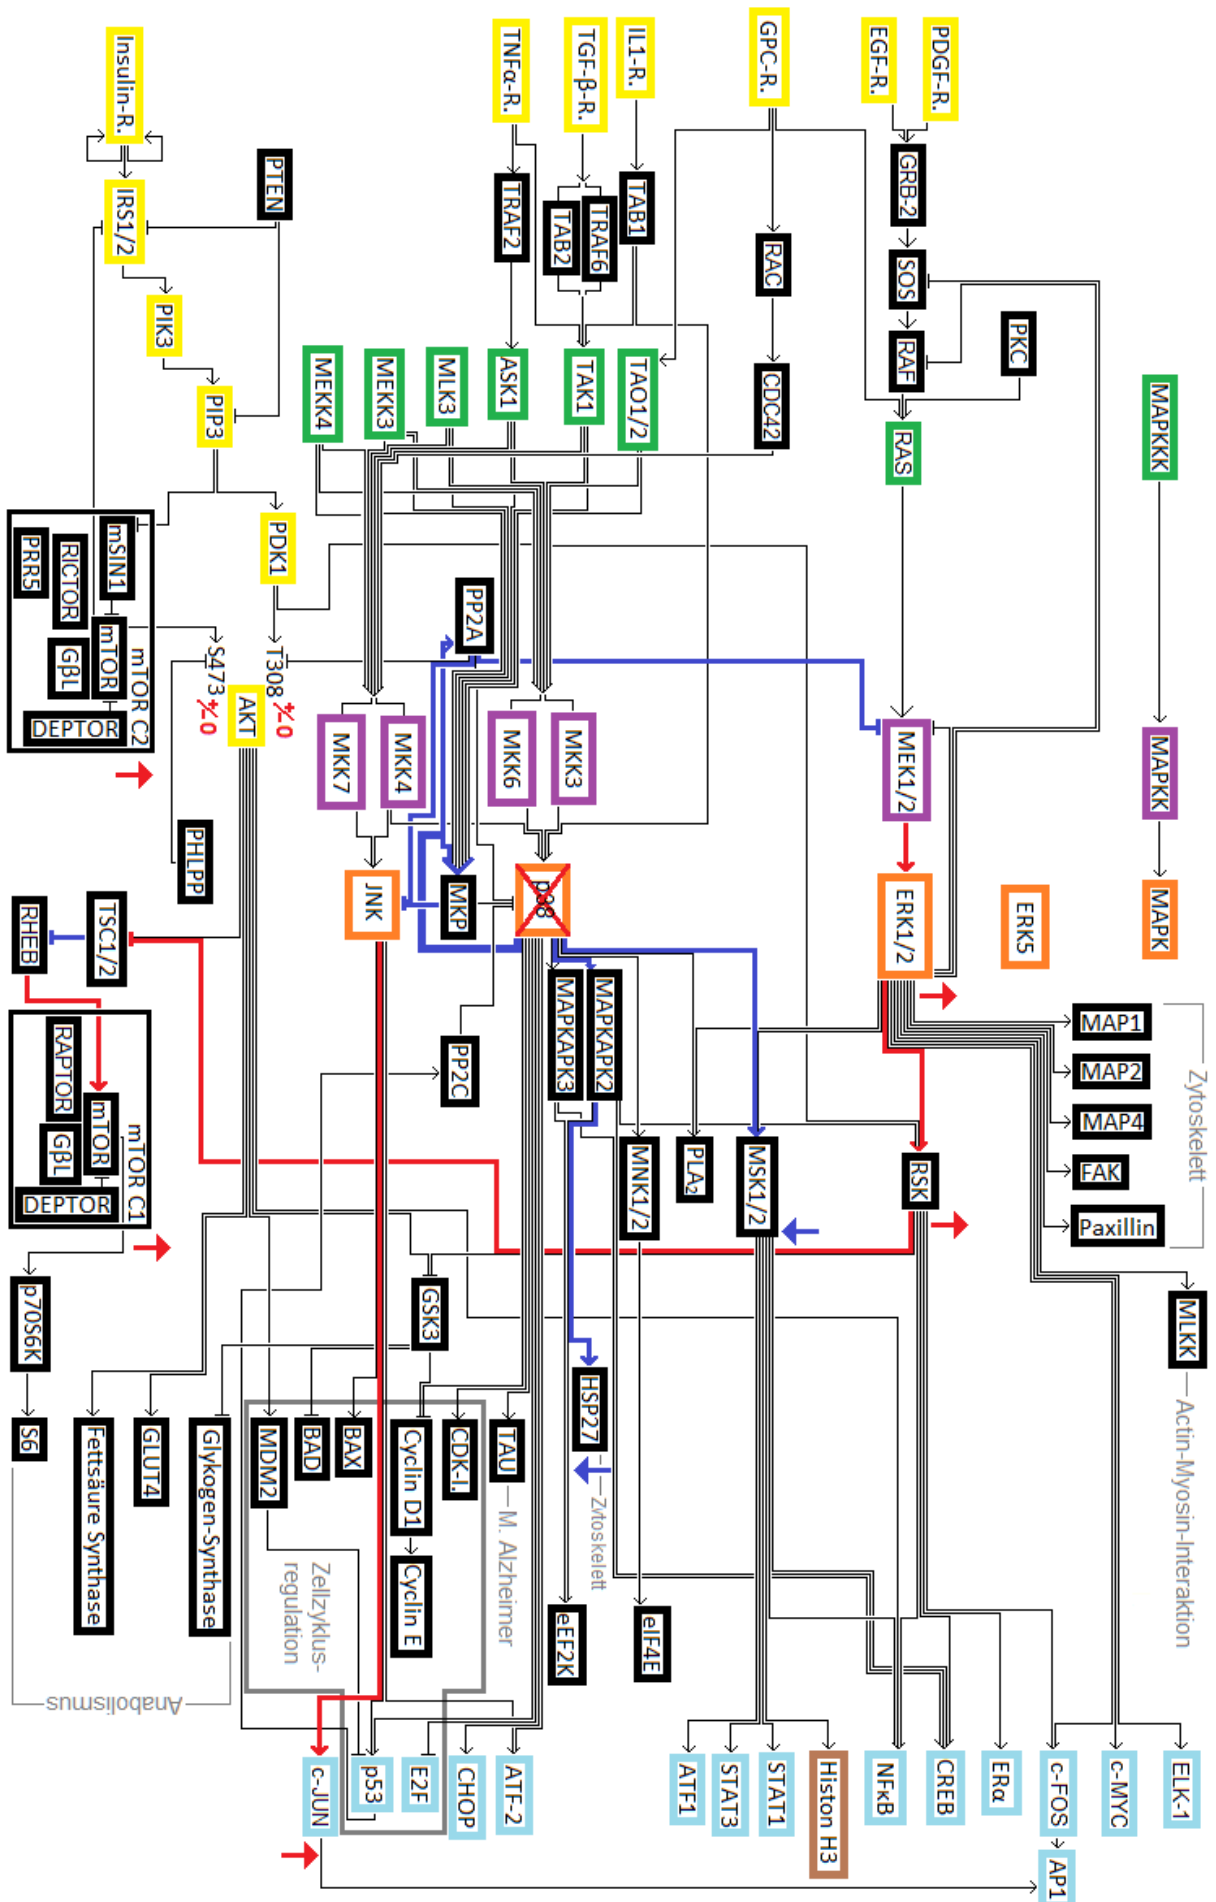 Zytoskelett
MLKK
Actin-Myosin-Interaktion
ELK-1
MAPKKK
MAPKK
MAPK
MAP1
MAP2
MAP4
FAK
Paxillin
c-MYC
c-FOS
AP1
PKC
ERK5
ERα
PDGF-R.
EGF-R.
GRB-2
SOS
RAF
RAS
MEK1/2
ERK1/2
RSK
CREB
NFκB
Histon H3
GPC-R.
RAC
CDC42
MSK1/2
STAT1
STAT3
ATF1
PLA₂
IL1-R.
TAB1
TAO1/2
MNK1/2
eIF4E
TGF-β-R.
TRAF6
TAB2
TAK1
MKK3
MAPKAPK2
MAPKAPK3
HSP27
Zytoskelett
eEF2K
TNFα-R.
TRAF2
ASK1
MKK6
p38
TAU
M. Alzheimer
ATF-2
CHOP
PP2A
MLK3
MKP
PP2C
CDK-I.
E2F
MEKK3
MKK4
JNK
GSK3
Cyclin D1
Cyclin E
p53
MEKK4
MKK7
BAX
BAD
MDM2
Zellzyklus-
regulation
c-JUN
PTEN
PDK1
T308
+/- 0
AKT
S473
+/- 0
PIP3
PIK3
PHLPP
Glykogen-Synthase
GLUT4
Fettsäure Synthase
Anabolismus
Insulin-R.
IRS1/2
mTOR C2
mSIN1
mTOR
DEPTOR
RICTOR
GβL
PRR5
TSC1/2
RHEB
mTOR C1
mTOR
DEPTOR
RAPTOR
GβL
p70S6K
S6